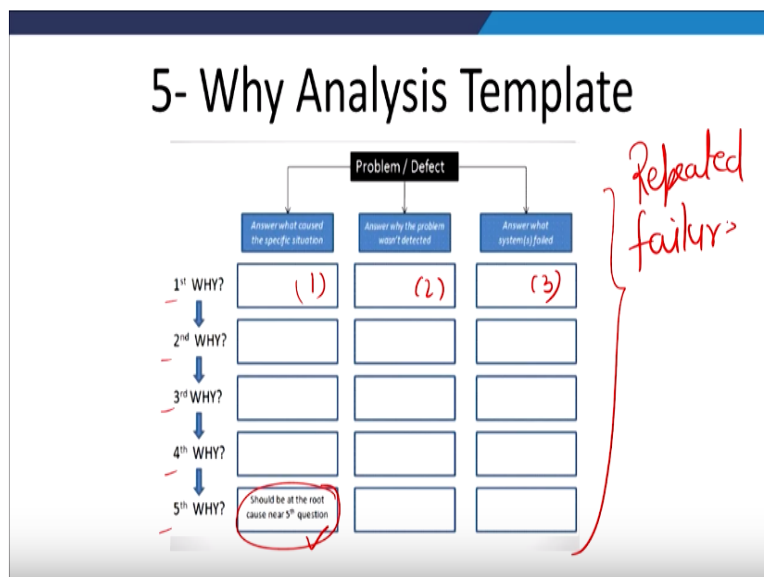 5- Why Analysis Template
Problem / Defect
Answer what caused
the specific situation
Answer why the problem
wasn't detected
Answer what
system(s) failed
Repeated
failure
1st WHY?
(1)
(2)
(3)
2nd WHY?
3rd WHY?
4th WHY?
5th WHY?
Should be at the root
cause near 5th question